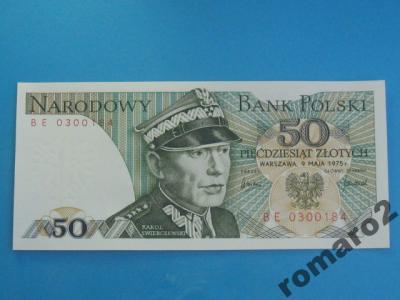 NARODOWY BANK POLSKI
BE 0300184
50
PIĘĆDZIESIĄT ZŁOTYCH
WARSZAWA, 9 MAJA 1975 r.
BE 0300184
50
KAROL
ŚWIERCZEWSKI
romaro2